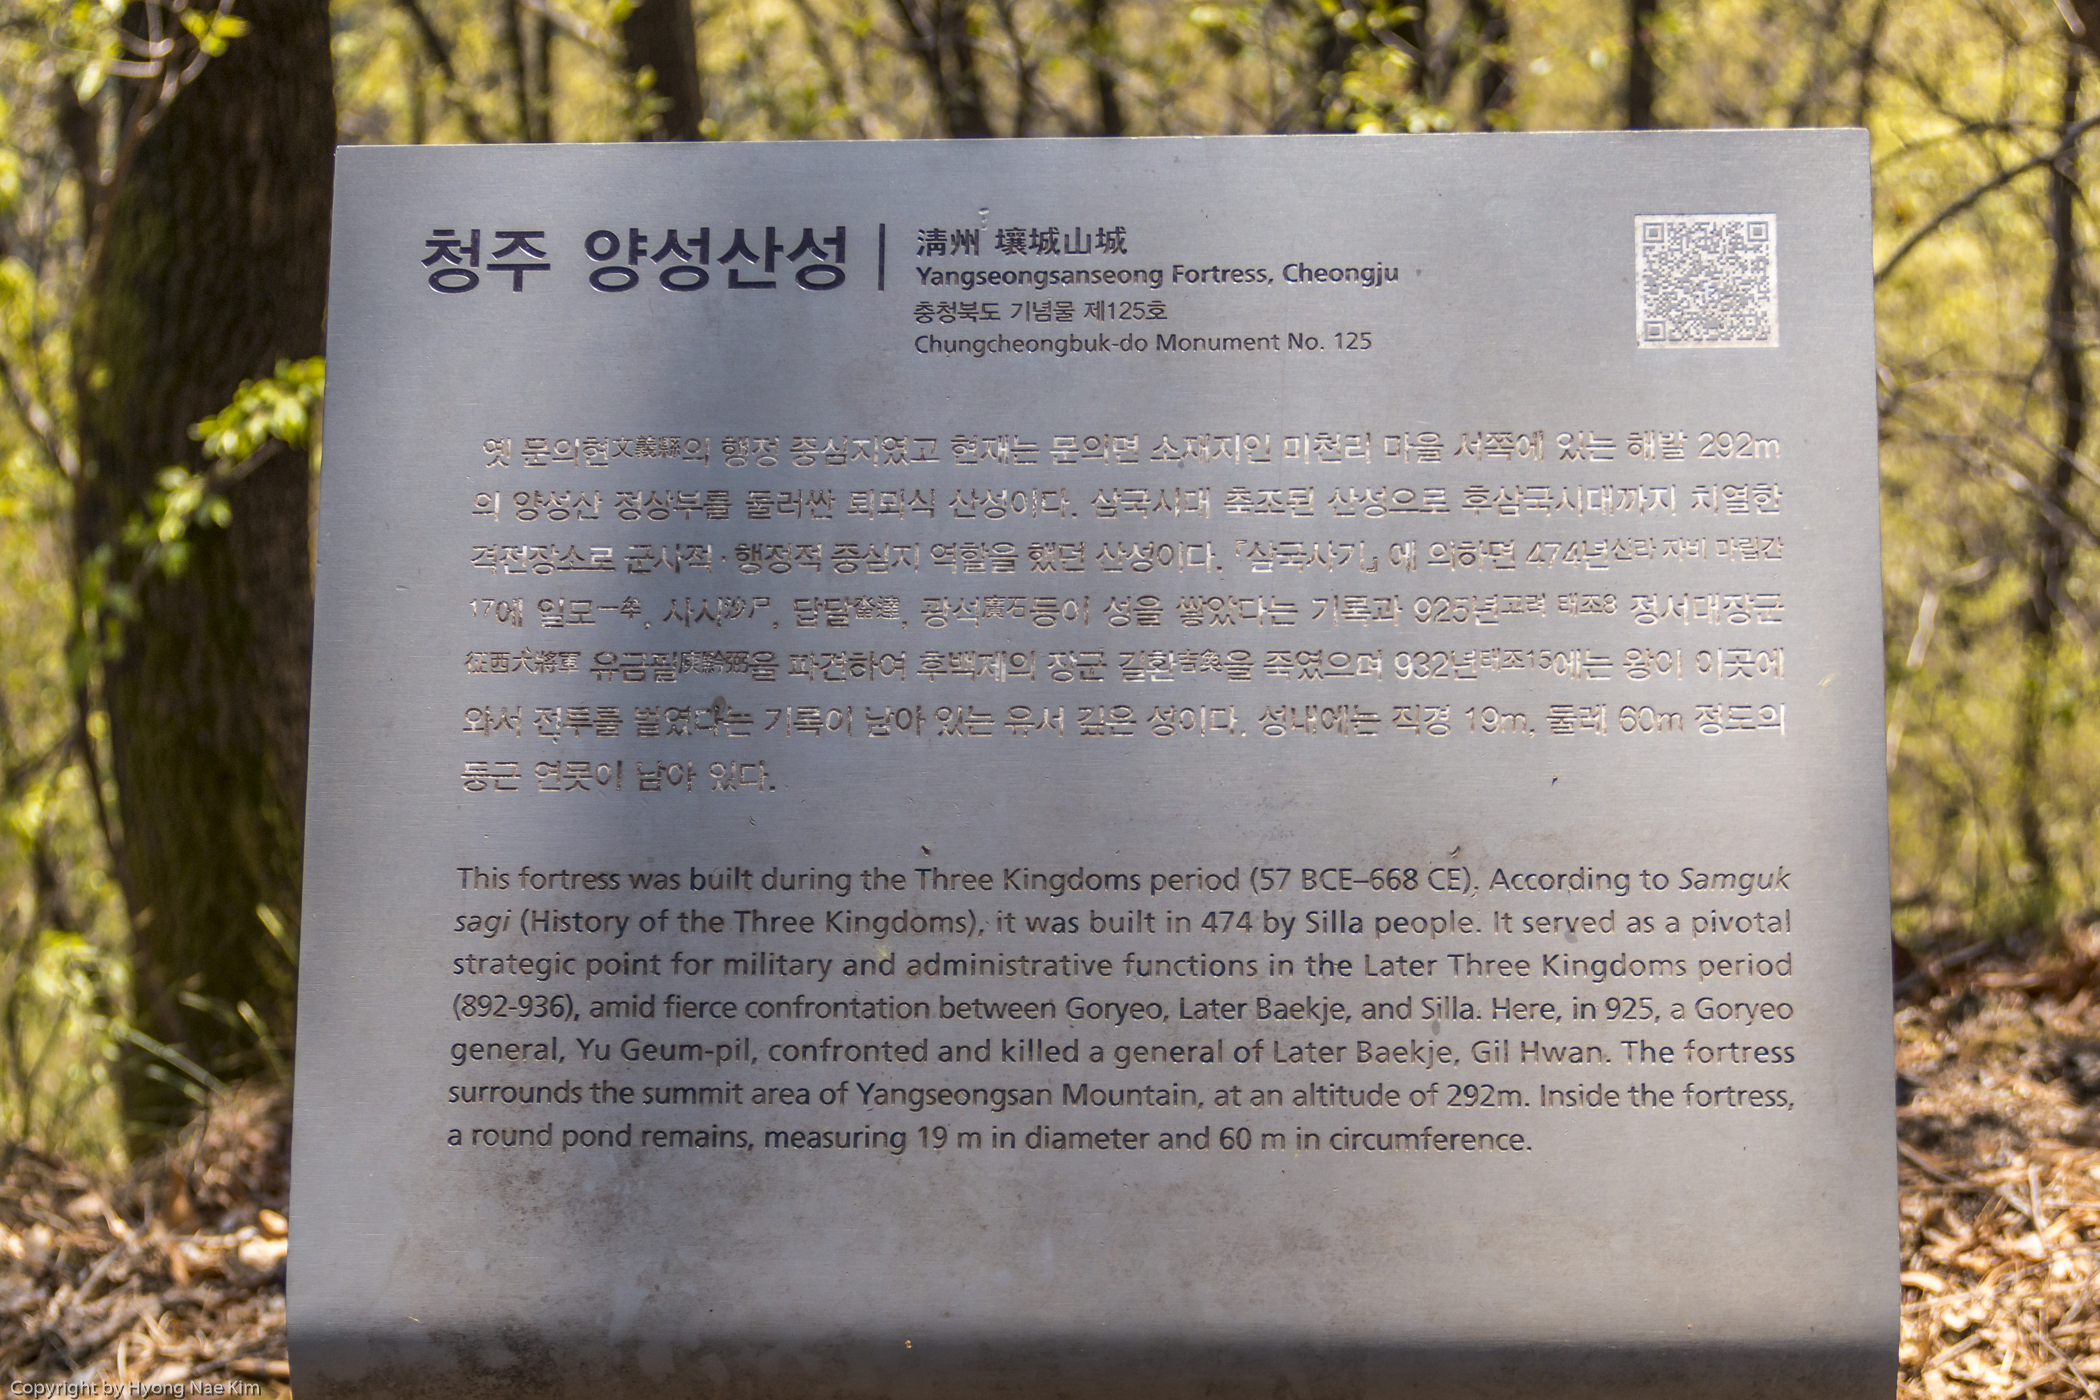 청주 양성산성
淸州 壤城山城
Yangseongsanseong Fortress, Cheongju
충청북도 기념물 제125호
Chungcheongbuk-do Monument No. 125
옛 문의현文義縣의 행정 중심지였고 현재는 문의면 소재지인 미천리 마을 서쪽에 있는 해발 292m
의 양성산 정상부를 둘러싼 퇴뫼식 산성이다. 삼국시대 축조된 산성으로 후삼국시대까지 치열한
격전장소로 군사적·행정적 중심지 역할을 했던 산성이다. 『삼국사기』에 의하면 474년신라 자비 마립간
17에 일모一牟, 사시沙尸, 답달沓達, 광석廣石등이 성을 쌓았다는 기록과 925년고려 태조8 정서대장군
征西大將軍 유금필庾黔弼을 파견하여 후백제의 장군 길환吉奐을 죽였으며 932년태조15에는 왕이 이곳에
와서 전투를 벌였다는 기록이 남아 있는 유서 깊은 성이다. 성내에는 직경 19m, 둘레 60m 정도의
둥근 연못이 남아 있다.
This fortress was built during the Three Kingdoms period (57 BCE–668 CE). According to Samguk
sagi (History of the Three Kingdoms), it was built in 474 by Silla people. It served as a pivotal
strategic point for military and administrative functions in the Later Three Kingdoms period
(892-936), amid fierce confrontation between Goryeo, Later Baekje, and Silla. Here, in 925, a Goryeo
general, Yu Geum-pil, confronted and killed a general of Later Baekje, Gil Hwan. The fortress
surrounds the summit area of Yangseongsan Mountain, at an altitude of 292m. Inside the fortress,
a round pond remains, measuring 19 m in diameter and 60 m in circumference.
Copyright by Hyong Nae Kim